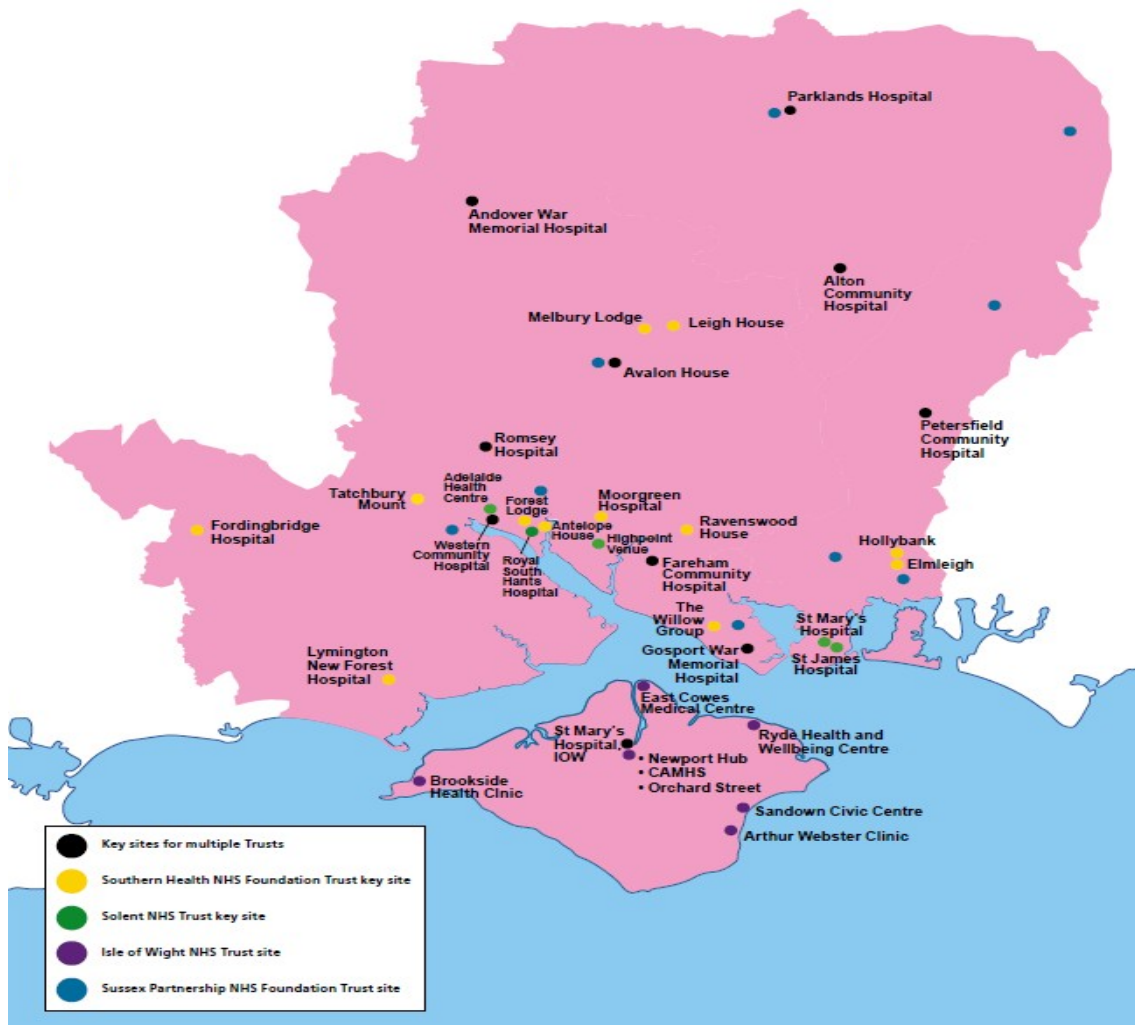 Parklands Hospital
Andover War
Memorial Hospital
Alton
Community
Hospital
Melbury Lodge
Leigh House
Avalon House
Petersfield
Community
Hospital
Romsey
Hospital
Adelaide
Health
Centre
Tatchbury
Mount
Forest
Lodge
Moorgreen
Hospital
Fordingbridge
Hospital
Antelope
House
Highpoint
Venue
Ravenswood
House
Hollybank
Elmleigh
Western
Community
Hospital
Royal
South
Hants
Hospital
Fareham
Community
Hospital
The
Willow
Group
St Mary's
Hospital
St James
Hospital
Gosport War
Memorial
Hospital
Lymington
New Forest
Hospital
East Cowes
Medical Centre
Ryde Health and
Wellbeing Centre
St Mary's
Hospital,
IOW
• Newport Hub
• CAMHS
• Orchard Street
Brookside
Health Clnic
Sandown Civic Centre
Arthur Webster Clinic
Key sites for multiple Trusts
Southern Health NHS Foundation Trust key site
Solent NHS Trust key site
Isle of Wight NHS Trust site
Sussex Partnership NHS Foundation Trust site